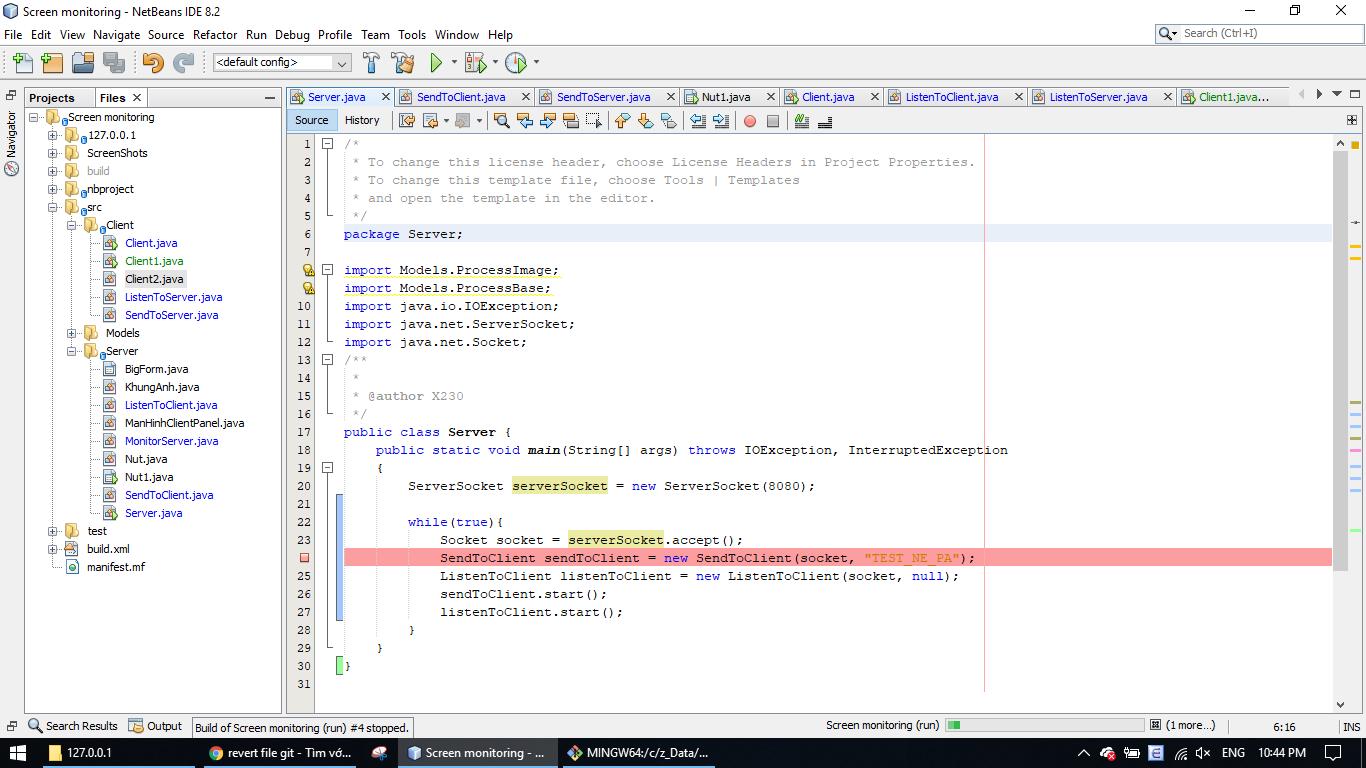 Screen monitoring - NetBeans IDE 8.2
File Edit View Navigate Source Refactor Run Debug Profile Team Tools Window Help
Search (Ctrl+I)
<default config>
Projects Files
Server.java SendToClient.java SendToServer.java Nut1.java Client.java ListenToClient.java ListenToServer.java Client1.java...
Navigator
Source History
Screen monitoring
127.0.0.1
ScreenShots
build
nbproject
src
Client
Client.java
Client1.java
Client2.java
ListenToServer.java
SendToServer.java
Models
Server
BigForm.java
KhungAnh.java
ListenToClient.java
ManHinhClientPanel.java
MonitorServer.java
Nut.java
Nut1.java
SendToClient.java
Server.java
test
build.xml
manifest.mf
1 /*
2 * To change this license header, choose License Headers in Project Properties.
3 * To change this template file, choose Tools | Templates
4 * and open the template in the editor.
5 */
6 package Server;
7
import Models.ProcessImage;
import Models.ProcessBase;
10 import java.io.IOException;
11 import java.net.ServerSocket;
12 import java.net.Socket;
13 /**
14 *
15 * @author X230
16 */
17 public class Server {
18 public static void main(String[] args) throws IOException, InterruptedException
19 {
20 ServerSocket serverSocket = new ServerSocket(8080);
21
22 while(true){
23 Socket socket = serverSocket.accept();
SendToClient sendToClient = new SendToClient(socket, "TEST_NE_PA");
25 ListenToClient listenToClient = new ListenToClient(socket, null);
26 sendToClient.start();
27 listenToClient.start();
28 }
29 }
30 }
31
Search Results Output Build of Screen monitoring (run) #4 stopped. Screen monitoring (run) (1 more...) 6:16 INS
127.0.0.1 revert file git - Tìm vớ... Screen monitoring - ... MINGW64:/c/z_Data/... ENG 10:44 PM